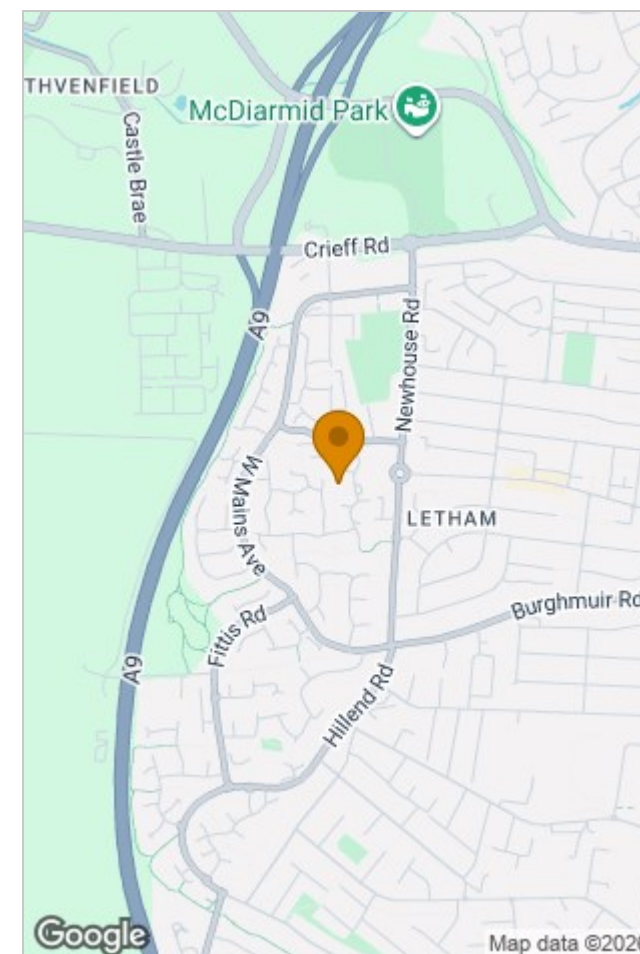 THVENFIELD
Castle Brae
McDiarmid Park
Crieff Rd
A9
Newhouse Rd
W Mains Ave
LETHAM
Burghmuir Rd
Fittis Rd
A9
Hillend Rd
Google
Map data ©2026